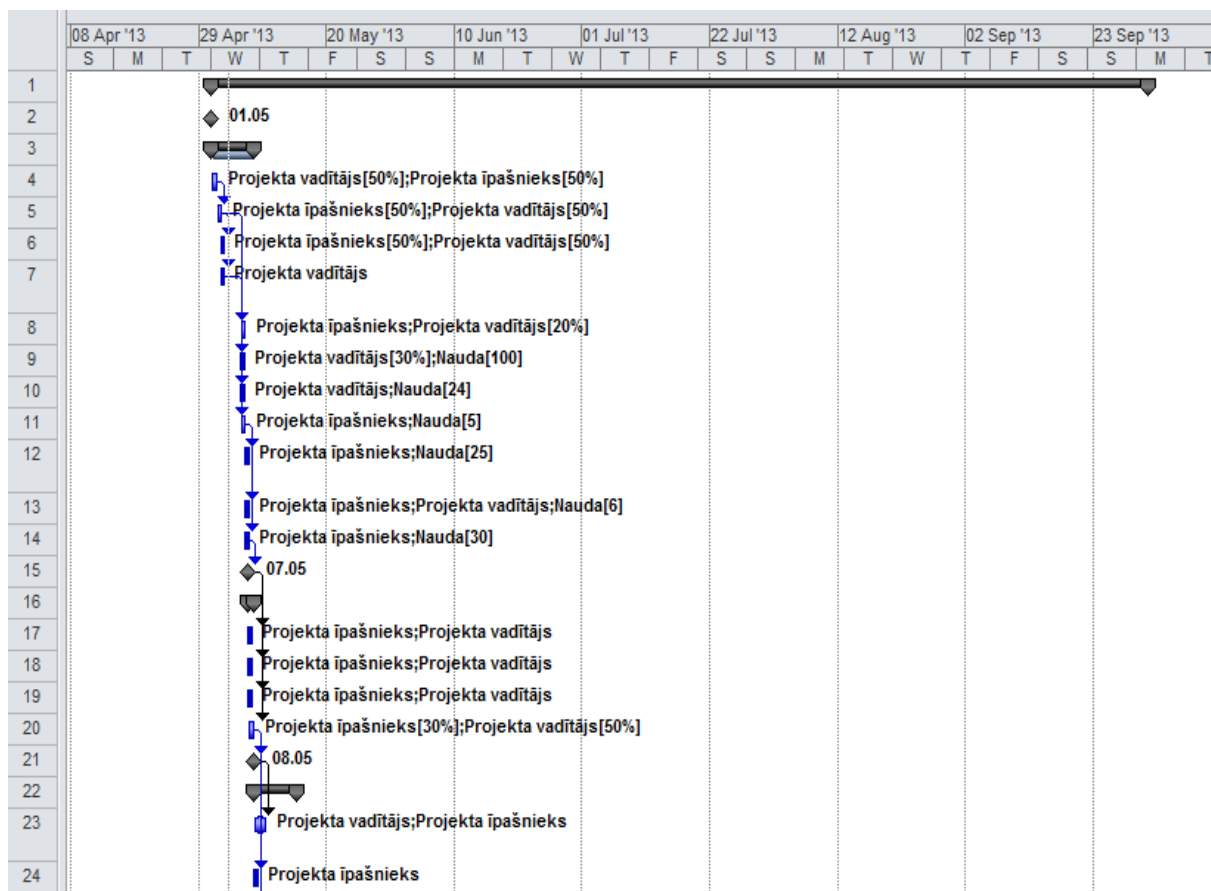 08 Apr '13 29 Apr '13 20 May '13 10 Jun '13 01 Jul '13 22 Jul '13 12 Aug '13 02 Sep '13 23 Sep '13
S M T W T F S S M T W T F S S M T W T F S S M T
1
2 01.05
3
4 Projekta vadītājs[50%];Projekta īpašnieks[50%]
5 Projekta īpašnieks[50%];Projekta vadītājs[50%]
6 Projekta īpašnieks[50%];Projekta vadītājs[50%]
7 Projekta vadītājs
8 Projekta īpašnieks;Projekta vadītājs[20%]
9 Projekta vadītājs[30%];Nauda[100]
10 Projekta vadītājs;Nauda[24]
11 Projekta īpašnieks;Nauda[5]
12 Projekta īpašnieks;Nauda[25]
13 Projekta īpašnieks;Projekta vadītājs;Nauda[6]
14 Projekta īpašnieks;Nauda[30]
15 07.05
16
17 Projekta īpašnieks;Projekta vadītājs
18 Projekta īpašnieks;Projekta vadītājs
19 Projekta īpašnieks;Projekta vadītājs
20 Projekta īpašnieks[30%];Projekta vadītājs[50%]
21 08.05
22
23 Projekta vadītājs;Projekta īpašnieks
24 Projekta īpašnieks